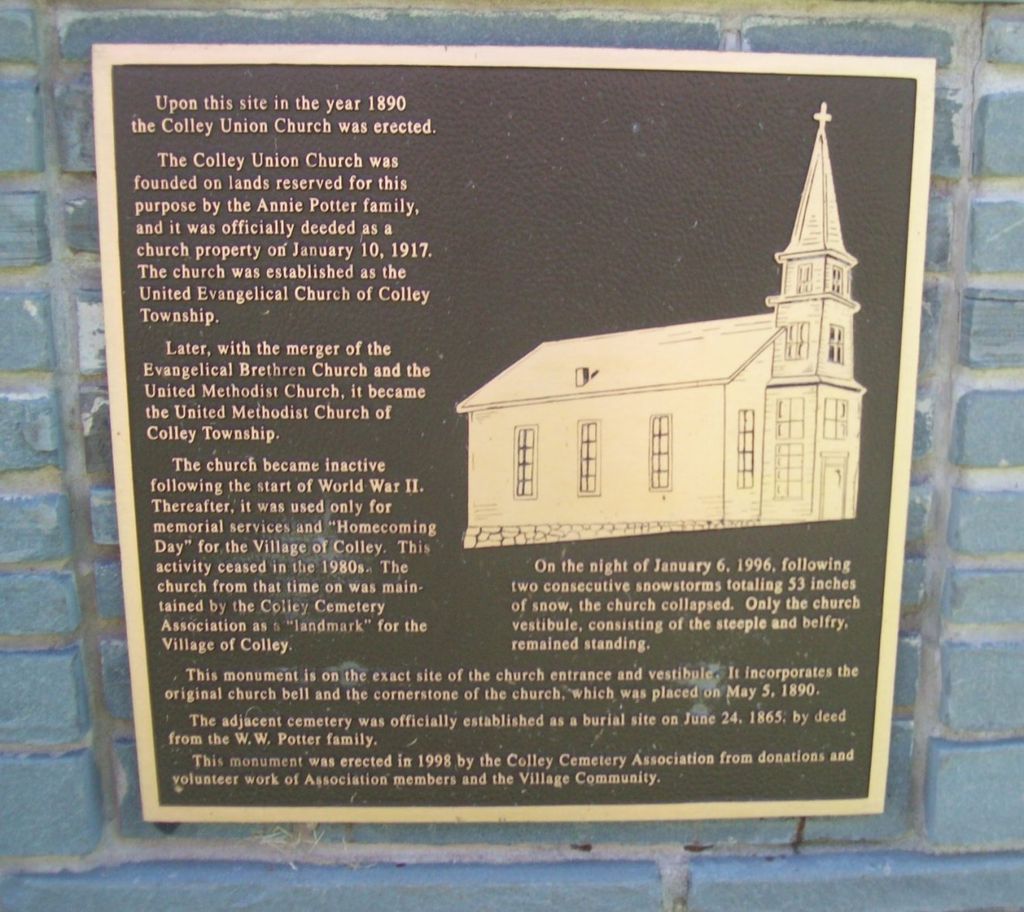 Upon this site in the year 1890
the Colley Union Church was erected.
The Colley Union Church was
founded on lands reserved for this
purpose by the Annie Potter family,
and it was officially deeded as a
church property on January 10, 1917.
The church was established as the
United Evangelical Church of Colley
Township.
Later, with the merger of the
Evangelical Brethren Church and the
United Methodist Church, it became
the United Methodist Church of
Colley Township.
The church became inactive
following the start of World War II.
Thereafter, it was used only for
memorial services and "Homecoming
Day" for the Village of Colley. This
activity ceased in the 1980s. The
church from that time on was main-
tained by the Colley Cemetery
Association as a "landmark" for the
Village of Colley.
On the night of January 6, 1996, following
two consecutive snowstorms totaling 53 inches
of snow, the church collapsed. Only the church
vestibule, consisting of the steeple and belfry,
remained standing.
This monument is on the exact site of the church entrance and vestibule. It incorporates the
original church bell and the cornerstone of the church, which was placed on May 5, 1890.
The adjacent cemetery was officially established as a burial site on June 24, 1865, by deed
from the W.W. Potter family.
This monument was erected in 1998 by the Colley Cemetery Association from donations and
volunteer work of Association members and the Village Community.